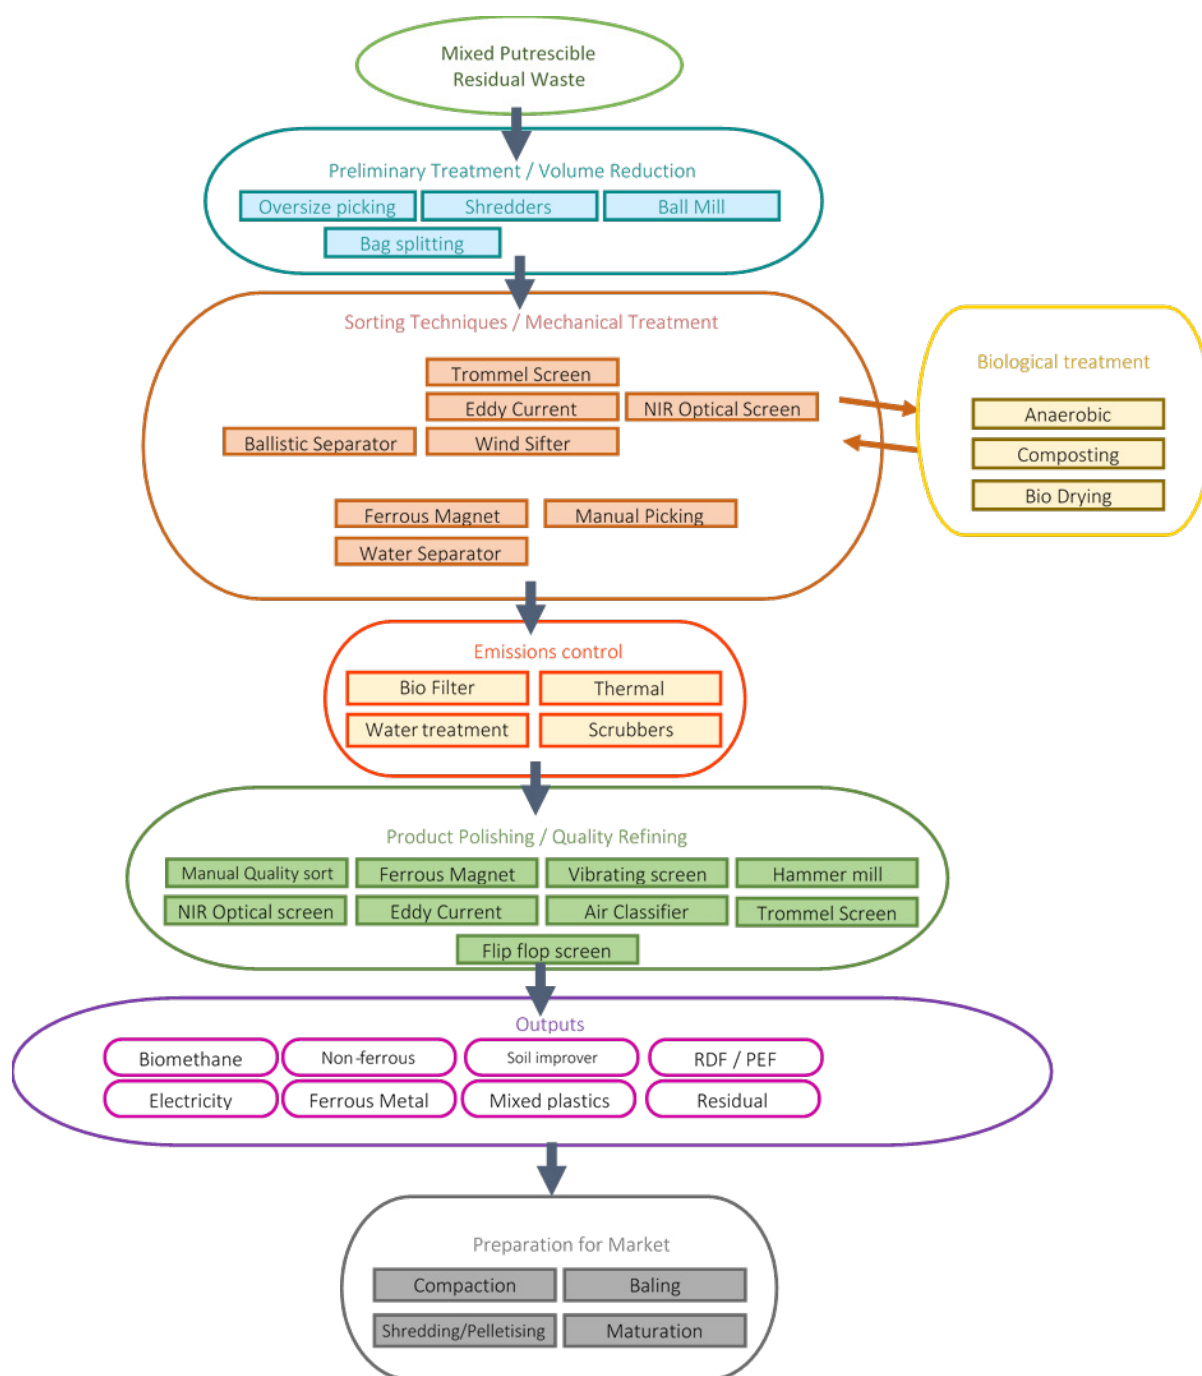 Mixed Putrescible
Residual Waste
Preliminary Treatment / Volume Reduction
Oversize picking
Shredders
Ball Mill
Bag splitting
Sorting Techniques / Mechanical Treatment
Trommel Screen
Eddy Current
NIR Optical Screen
Ballistic Separator
Wind Sifter
Ferrous Magnet
Manual Picking
Water Separator
Biological treatment
Anaerobic
Composting
Bio Drying
Emissions control
Bio Filter
Thermal
Water treatment
Scrubbers
Product Polishing / Quality Refining
Manual Quality sort
Ferrous Magnet
Vibrating screen
Hammer mill
NIR Optical screen
Eddy Current
Air Classifier
Trommel Screen
Flip flop screen
Outputs
Biomethane
Non-ferrous
Soil improver
RDF / PEF
Electricity
Ferrous Metal
Mixed plastics
Residual
Preparation for Market
Compaction
Baling
Shredding/Pelletising
Maturation